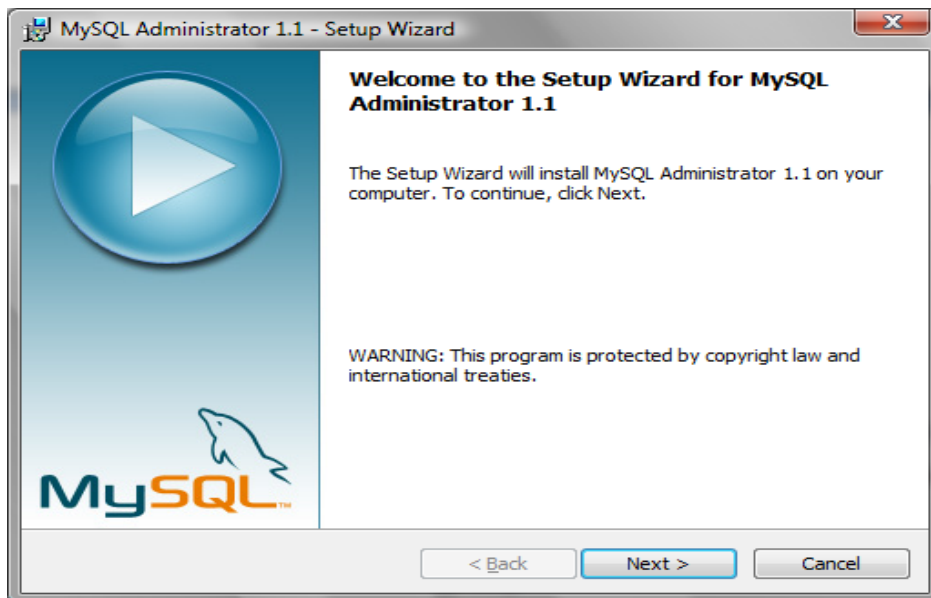 MySQL Administrator 1.1 - Setup Wizard
Welcome to the Setup Wizard for MySQL
Administrator 1.1
The Setup Wizard will install MySQL Administrator 1.1 on your
computer. To continue, click Next.
WARNING: This program is protected by copyright law and
international treaties.
MySQL™
< Back
Next >
Cancel